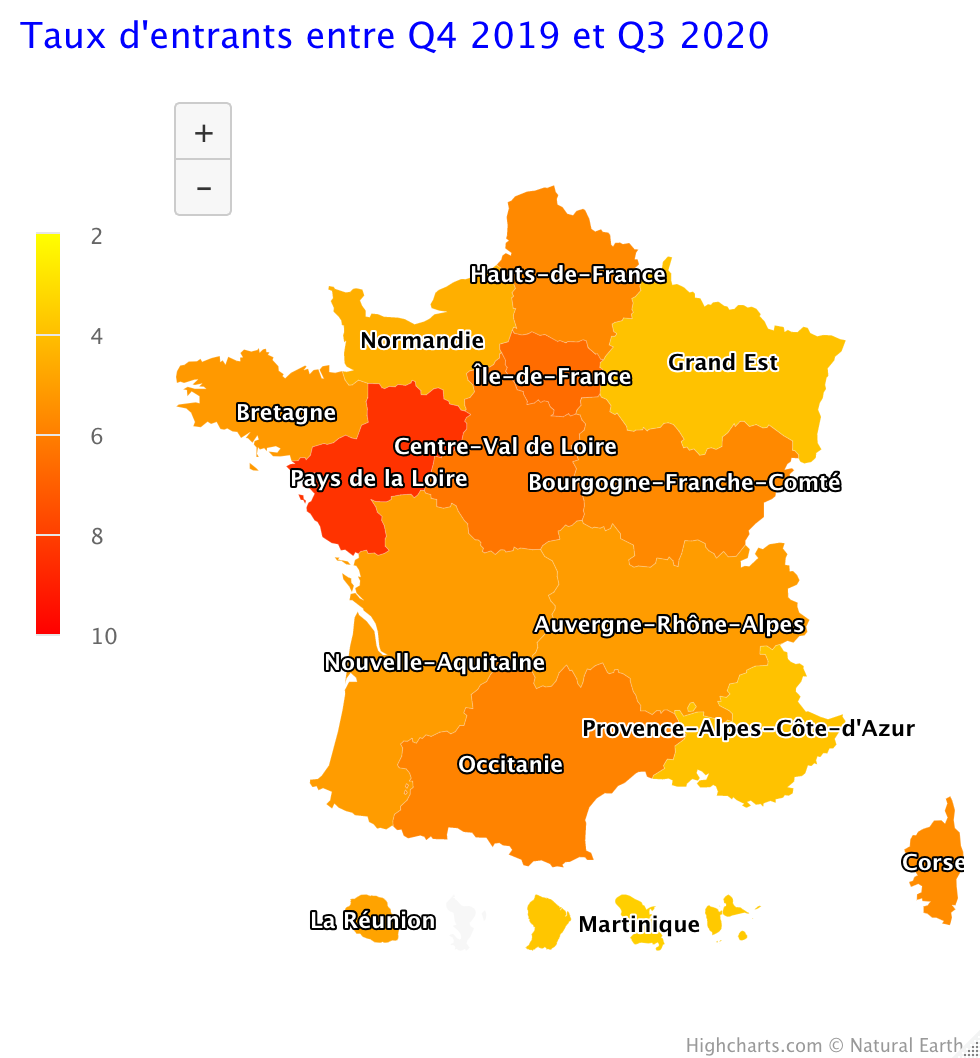 Taux d'entrants entre Q4 2019 et Q3 2020
+
−
2
4
6
8
10
Hauts-de-France
Normandie
Grand Est
Île-de-France
Bretagne
Centre-Val de Loire
Pays de la Loire
Bourgogne-Franche-Comté
Auvergne-Rhône-Alpes
Nouvelle-Aquitaine
Provence-Alpes-Côte-d'Azur
Occitanie
Corse
La Réunion
Martinique
Highcharts.com © Natural Earth